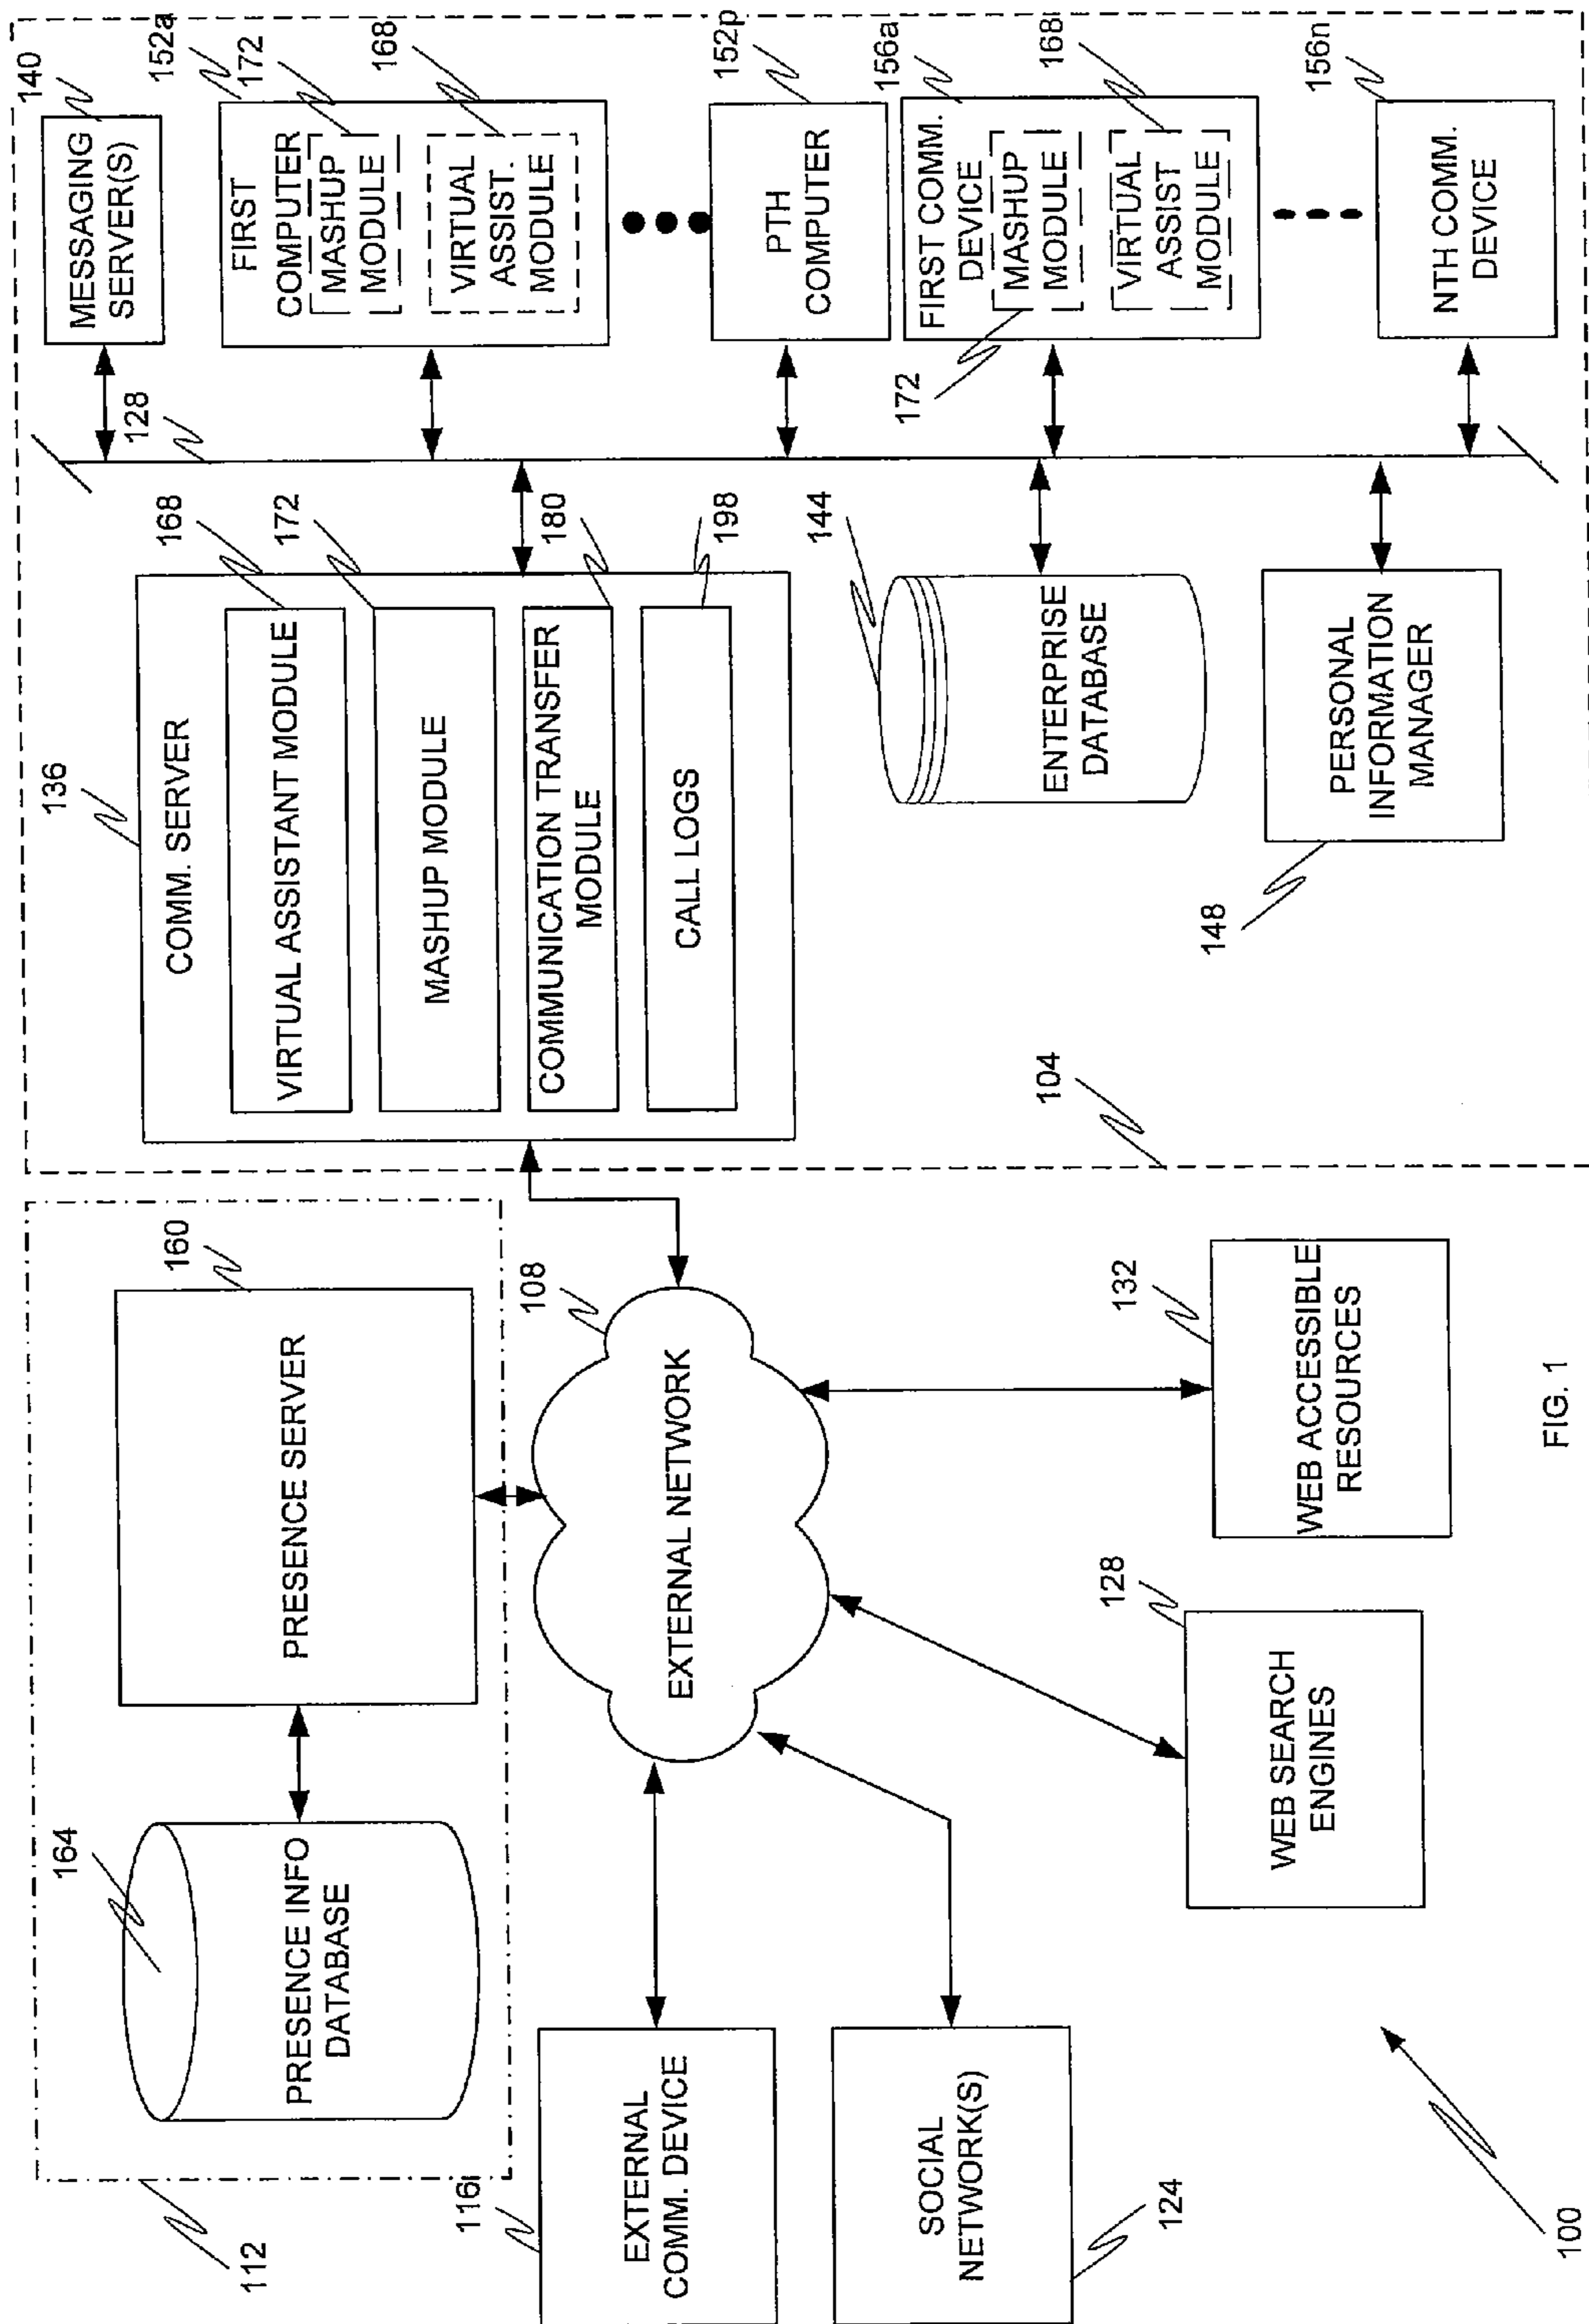 112
164
PRESENCE INFO
DATABASE
160
PRESENCE SERVER
116i
EXTERNAL
COMM. DEVICE
108
EXTERNAL NETWORK
SOCIAL
NETWORK(S)
124
128
WEB SEARCH
ENGINES
132
WEB ACCESSIBLE
RESOURCES
100
104
136
COMM. SERVER
168
VIRTUAL ASSISTANT MODULE
172
MASHUP MODULE
180
COMMUNICATION TRANSFER
MODULE
198
CALL LOGS
144
ENTERPRISE
DATABASE
148
PERSONAL
INFORMATION
MANAGER
128
140
MESSAGING
SERVER(S)
152a
FIRST
COMPUTER
172
MASHUP
MODULE
168
VIRTUAL
ASSIST.
MODULE
152p
PTH
COMPUTER
156a
FIRST COMM.
DEVICE
172
MASHUP
MODULE
168
VIRTUAL
ASSIST
MODULE
156n
NTH COMM.
DEVICE
FIG. 1